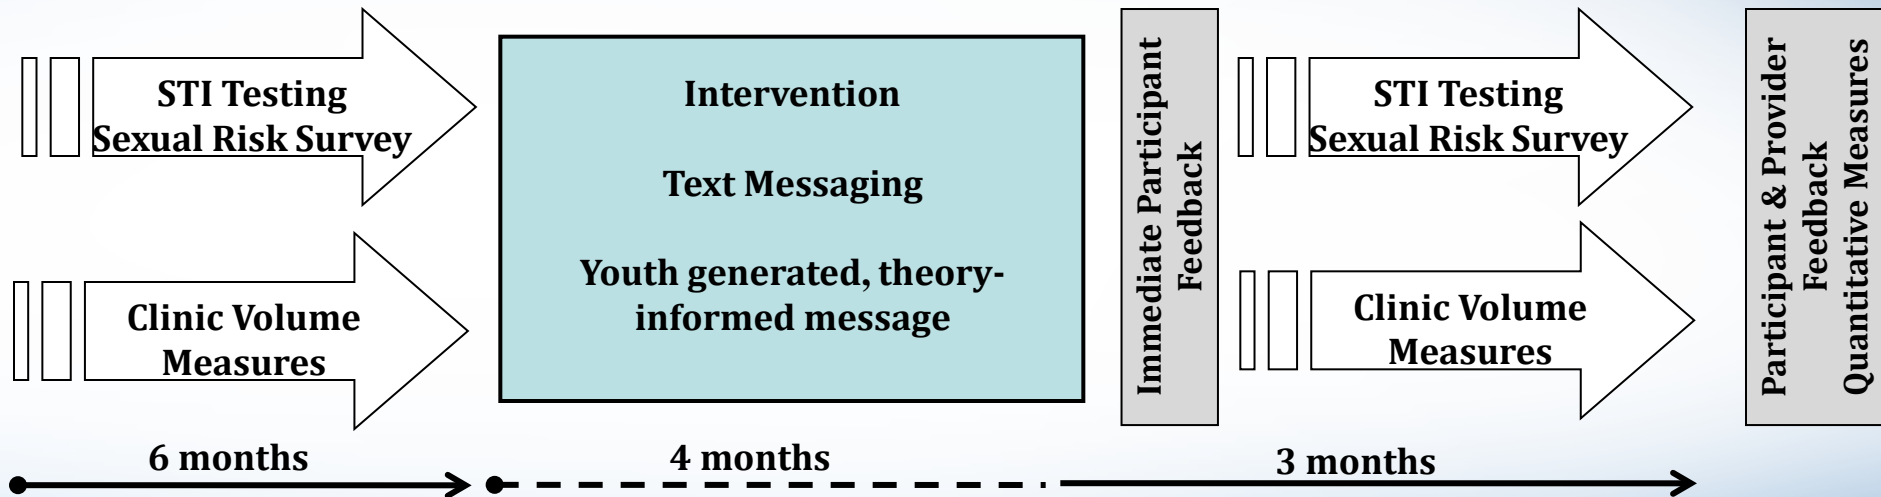 STI Testing
Sexual Risk Survey
Clinic Volume
Measures
Intervention
Text Messaging
Youth generated, theory-
informed message
Immediate Participant
Feedback
STI Testing
Sexual Risk Survey
Clinic Volume
Measures
Participant & Provider
Feedback
Quantitative Measures
6 months
4 months
3 months